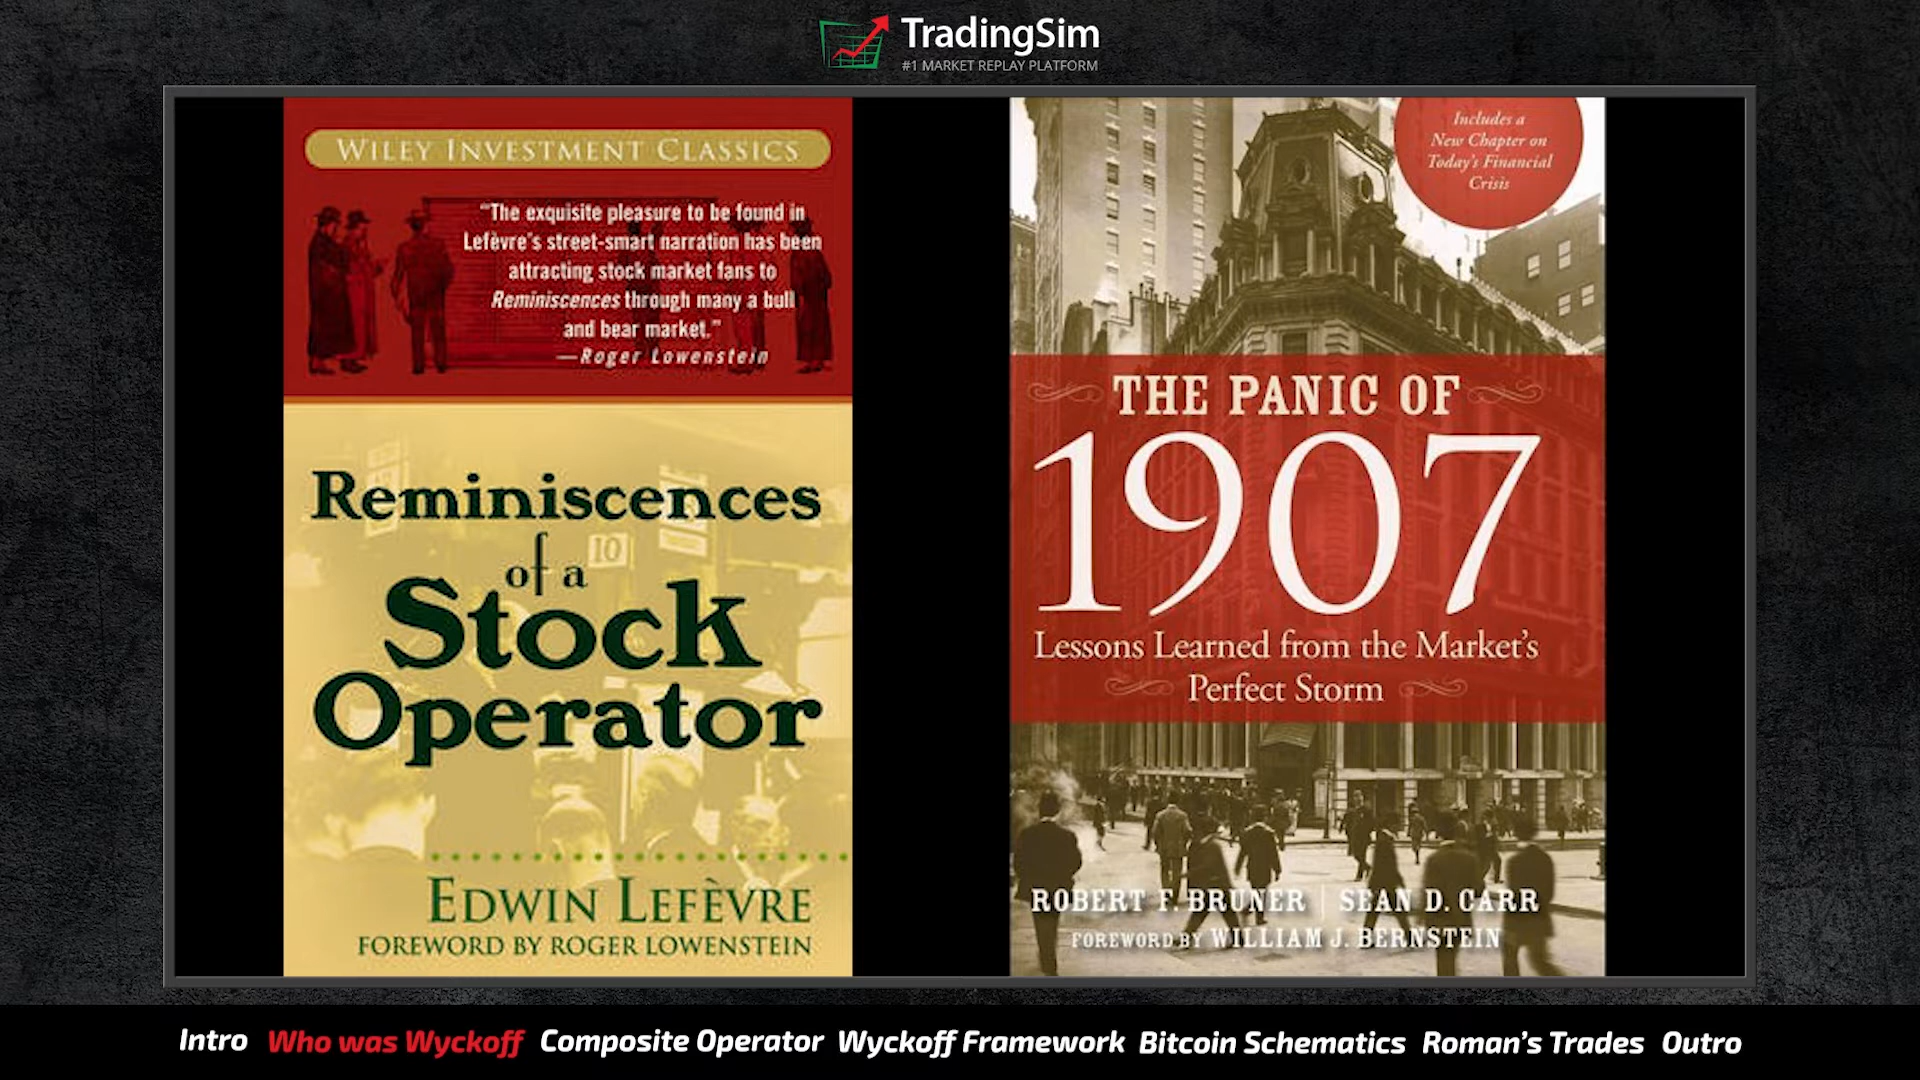 TradingSim
#1 MARKET REPLAY PLATFORM
WILEY INVESTMENT CLASSICS
"The exquisite pleasure to be found in
Lefèvre's street-smart narration has been
attracting stock market fans to
Reminiscences through many a bull
and bear market."
—Roger Lowenstein
Reminiscences
of a
10
Stock
Operator
EDWIN LEFÈVRE
FOREWORD BY ROGER LOWENSTEIN
Includes a
New Chapter on
Today's Financial
Crisis
THE PANIC OF
1907
Lessons Learned from the Market's
Perfect Storm
ROBERT F. BRUNER | SEAN D. CARR
FOREWORD BY WILLIAM J. BERNSTEIN
Intro Who was Wyckoff Composite Operator Wyckoff Framework Bitcoin Schematics Roman's Trades Outro